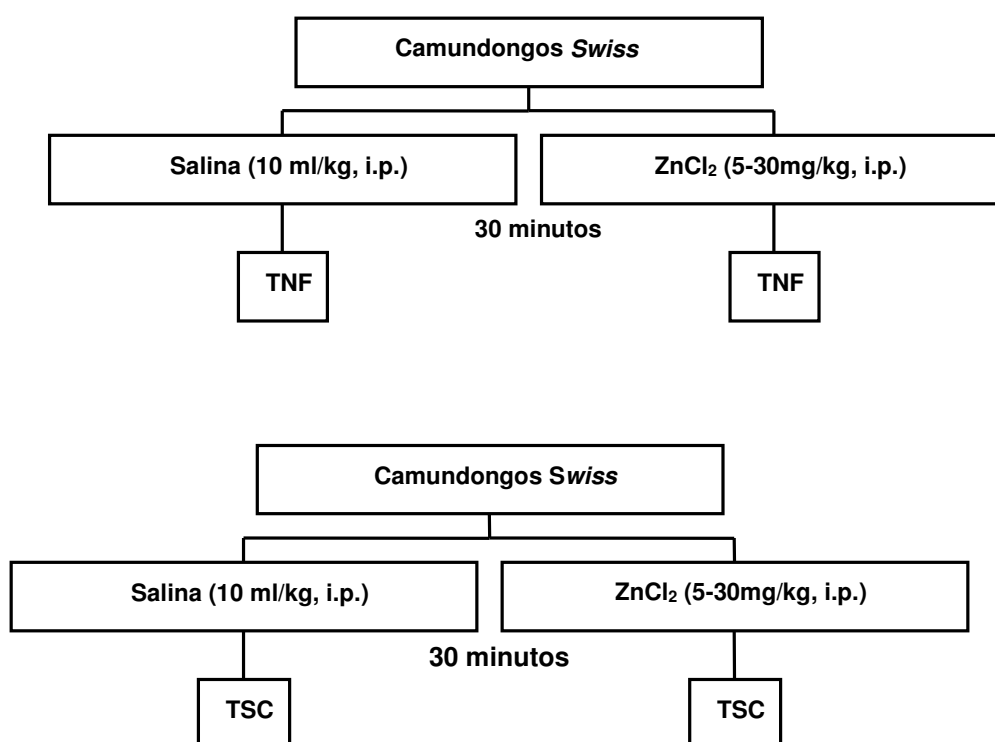 Camundongos Swiss
Salina (10 ml/kg, i.p.)
ZnCl₂ (5-30mg/kg, i.p.)
30 minutos
TNF
TNF
Camundongos Swiss
Salina (10 ml/kg, i.p.)
ZnCl₂ (5-30mg/kg, i.p.)
30 minutos
TSC
TSC